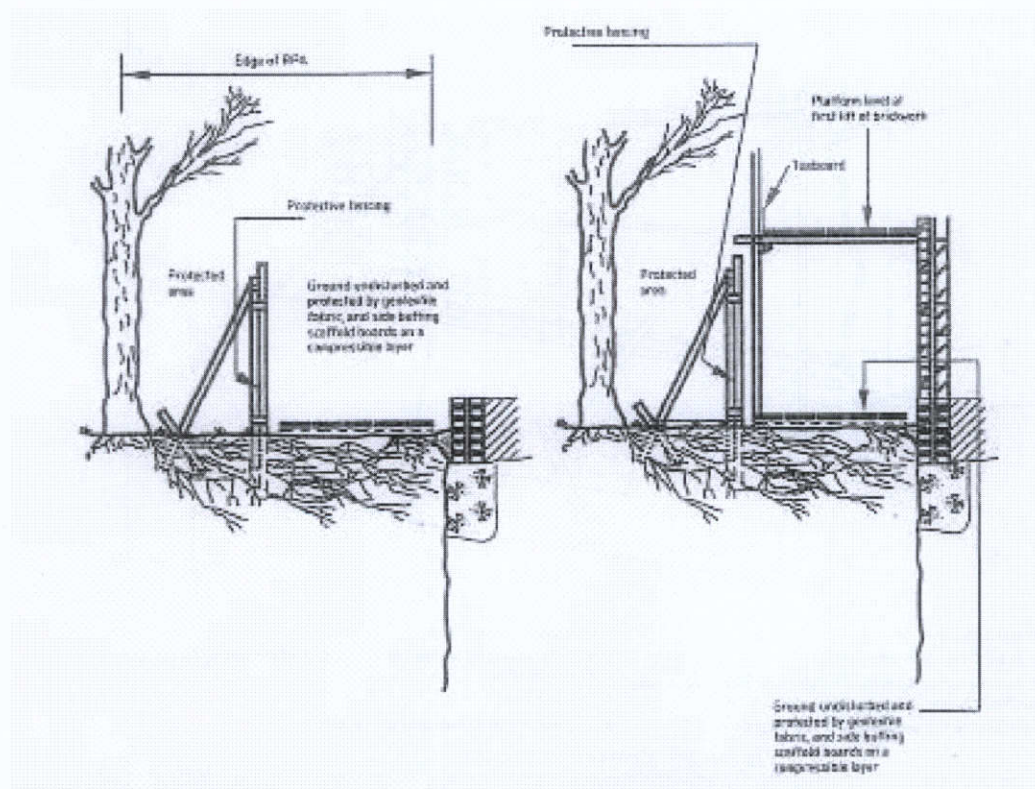 Edge of RPA
Protective fencing
Protected
area
Ground undisturbed and
protected by geotextile
fabric, and side butting
scaffold boards on a
compressible layer
Protective fencing
Platform level at
first lift of brickwork
Toeboard
Protected
area
Ground undisturbed and
protected by geotextile
fabric, and side butting
scaffold boards on a
compressible layer